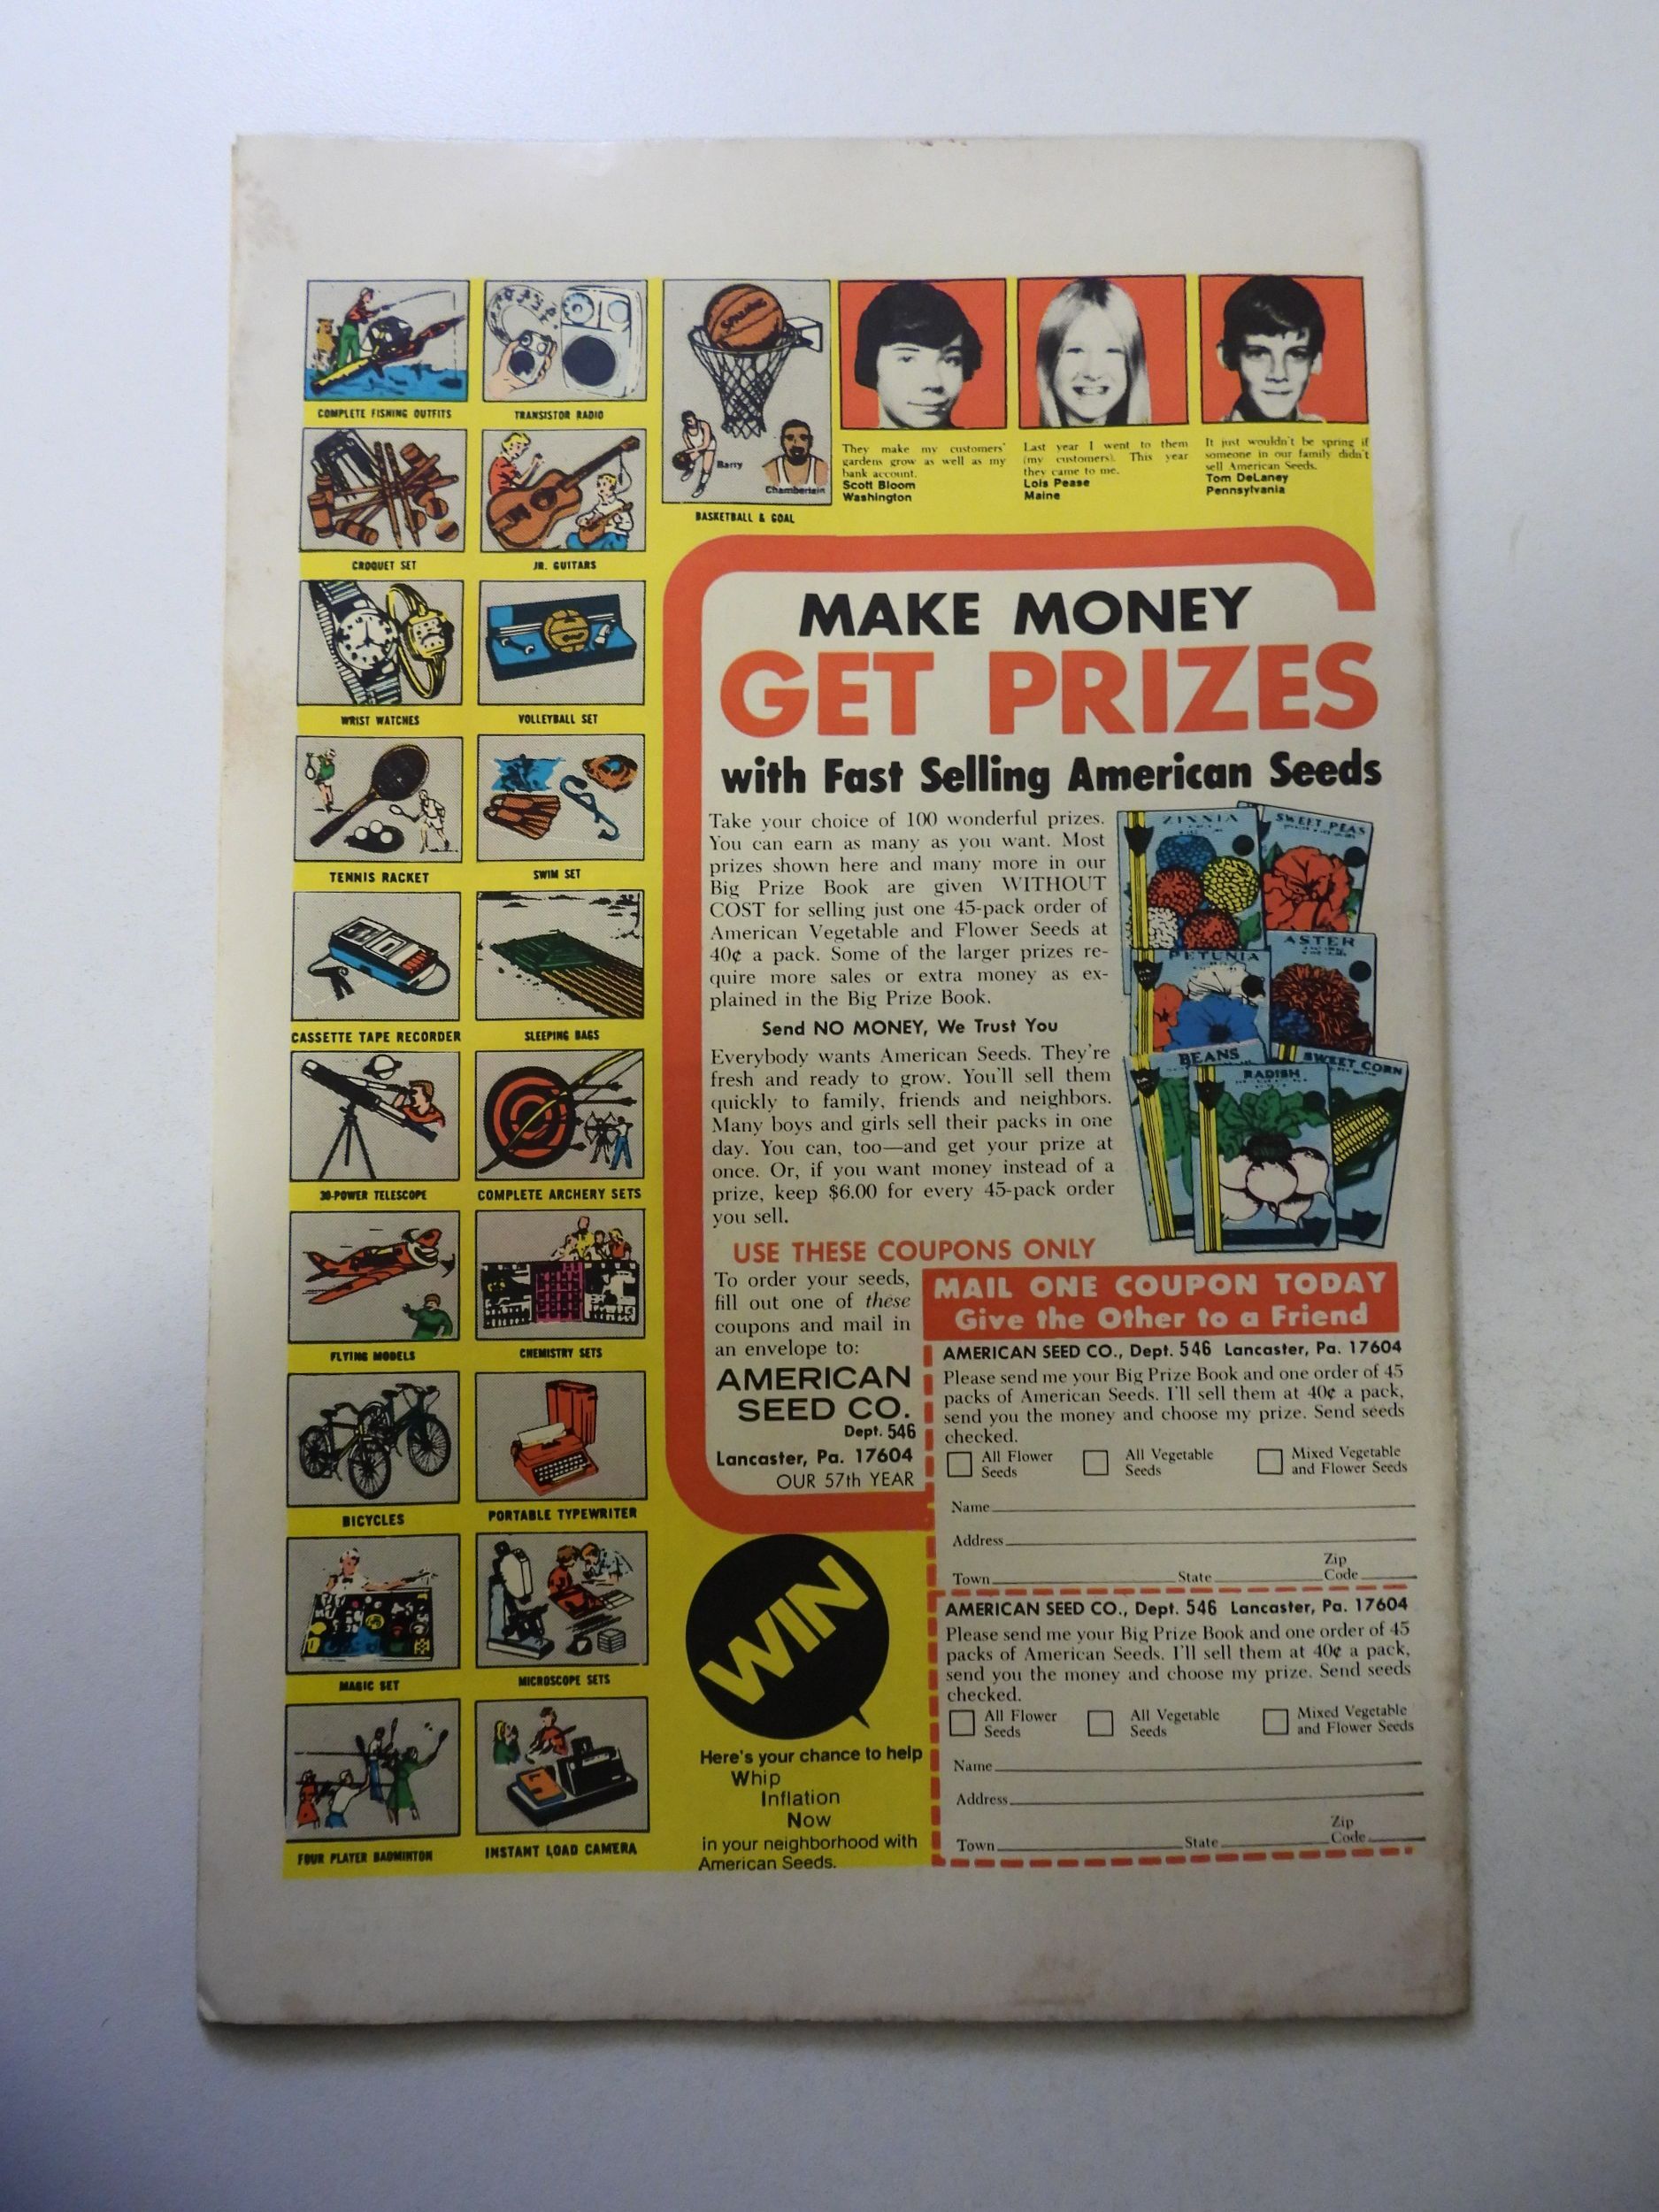 COMPLETE FISHING OUTFITS
TRANSISTOR RADIO
CROQUET SET
JR. GUITARS
WRIST WATCHES
VOLLEYBALL SET
TENNIS RACKET
SWIM SET
CASSETTE TAPE RECORDER
SLEEPING BAGS
30-POWER TELESCOPE
COMPLETE ARCHERY SETS
FLYING MODELS
CHEMISTRY SETS
BICYCLES
PORTABLE TYPEWRITER
MAGIC SET
MICROSCOPE SETS
FOUR PLAYER BADMINTON
INSTANT LOAD CAMERA
SPALDING
Barry
Chamberlain
BASKETBALL & GOAL
They make my customers'
gardens grow as well as my
bank account.
Scott Bloom
Washington
Last year I went to them
(my customers). This year
they came to me.
Lois Pease
Maine
It just wouldn't be spring if
someone in our family didn't
sell American Seeds.
Tom DeLaney
Pennsylvania
MAKE MONEY
GET PRIZES
with Fast Selling American Seeds
Take your choice of 100 wonderful prizes.
You can earn as many as you want. Most
prizes shown here and many more in our
Big Prize Book are given WITHOUT
COST for selling just one 45-pack order of
American Vegetable and Flower Seeds at
40¢ a pack. Some of the larger prizes re-
quire more sales or extra money as ex-
plained in the Big Prize Book.
Send NO MONEY, We Trust You
Everybody wants American Seeds. They're
fresh and ready to grow. You'll sell them
quickly to family, friends and neighbors.
Many boys and girls sell their packs in one
day. You can, too—and get your prize at
once. Or, if you want money instead of a
prize, keep $6.00 for every 45-pack order
you sell.
ZINNIA
SWEET PEAS
PETUNIA
ASTER
BEANS
RADISH
SWEET CORN
USE THESE COUPONS ONLY
To order your seeds,
fill out one of these
coupons and mail in
an envelope to:
AMERICAN
SEED CO.
Dept. 546
Lancaster, Pa. 17604
OUR 57th YEAR
MAIL ONE COUPON TODAY
Give the Other to a Friend
AMERICAN SEED CO., Dept. 546 Lancaster, Pa. 17604
Please send me your Big Prize Book and one order of 45
packs of American Seeds. I'll sell them at 40¢ a pack,
send you the money and choose my prize. Send seeds
checked.
All Flower Seeds
All Vegetable Seeds
Mixed Vegetable and Flower Seeds
Name
Address
Town State Zip Code
AMERICAN SEED CO., Dept. 546 Lancaster, Pa. 17604
Please send me your Big Prize Book and one order of 45
packs of American Seeds. I'll sell them at 40¢ a pack,
send you the money and choose my prize. Send seeds
checked.
All Flower Seeds
All Vegetable Seeds
Mixed Vegetable and Flower Seeds
Name
Address
Town State Zip Code
WIN
Here's your chance to help
Whip
Inflation
Now
in your neighborhood with
American Seeds.